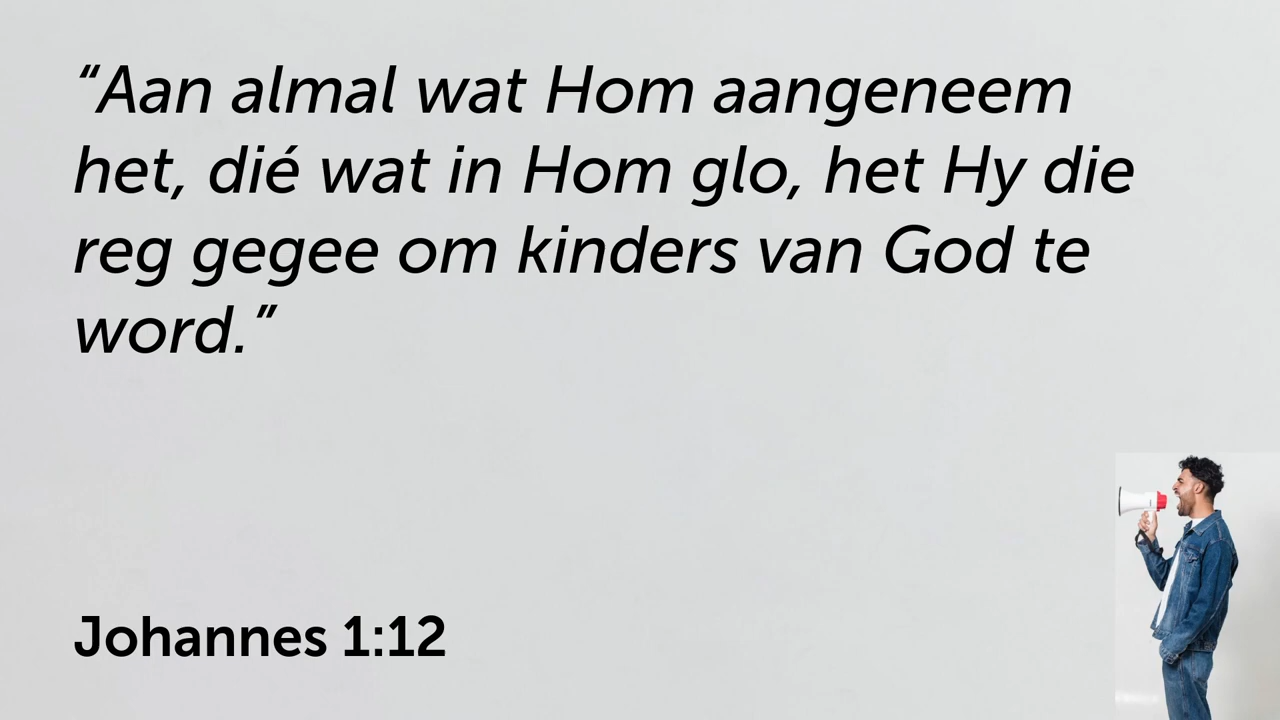 “Aan almal wat Hom aangeneem
het, dié wat in Hom glo, het Hy die
reg gegee om kinders van God te
word.”
Johannes 1:12